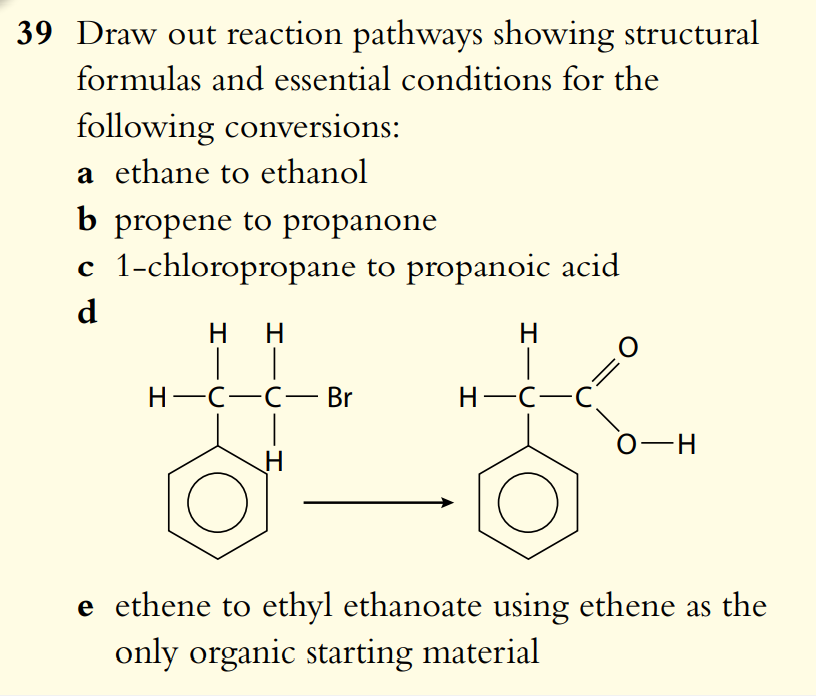 39 Draw out reaction pathways showing structural
formulas and essential conditions for the
following conversions:
a ethane to ethanol
b propene to propanone
c 1-chloropropane to propanoic acid
d
H H H O
H C C Br H C C
H O H
e ethene to ethyl ethanoate using ethene as the
only organic starting material